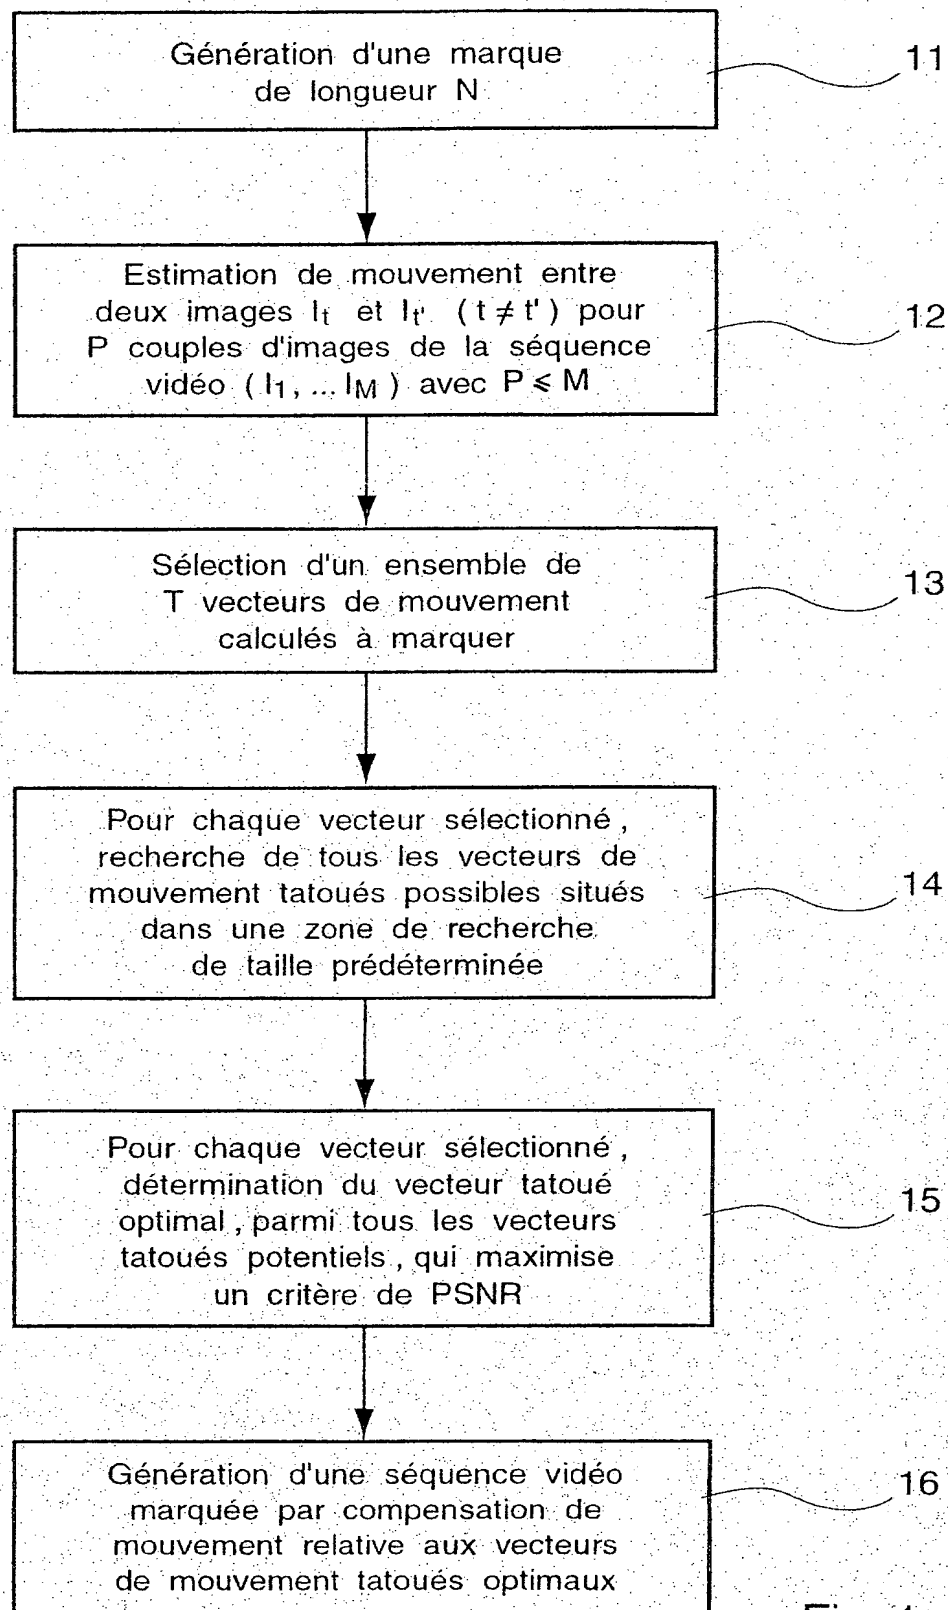 Génération d'une marque
de longueur N
11
Estimation de mouvement entre
deux images It et It' (t ≠ t') pour
P couples d'images de la séquence
vidéo (I1, ... IM) avec P ⩽ M
12
Sélection d'un ensemble de
T vecteurs de mouvement
calculés à marquer
13
Pour chaque vecteur sélectionné,
recherche de tous les vecteurs de
mouvement tatoués possibles situés
dans une zone de recherche
de taille prédéterminée
14
Pour chaque vecteur sélectionné,
détermination du vecteur tatoué
optimal, parmi tous les vecteurs
tatoués potentiels, qui maximise
un critère de PSNR
15
Génération d'une séquence vidéo
marquée par compensation de
mouvement relative aux vecteurs
de mouvement tatoués optimaux
16